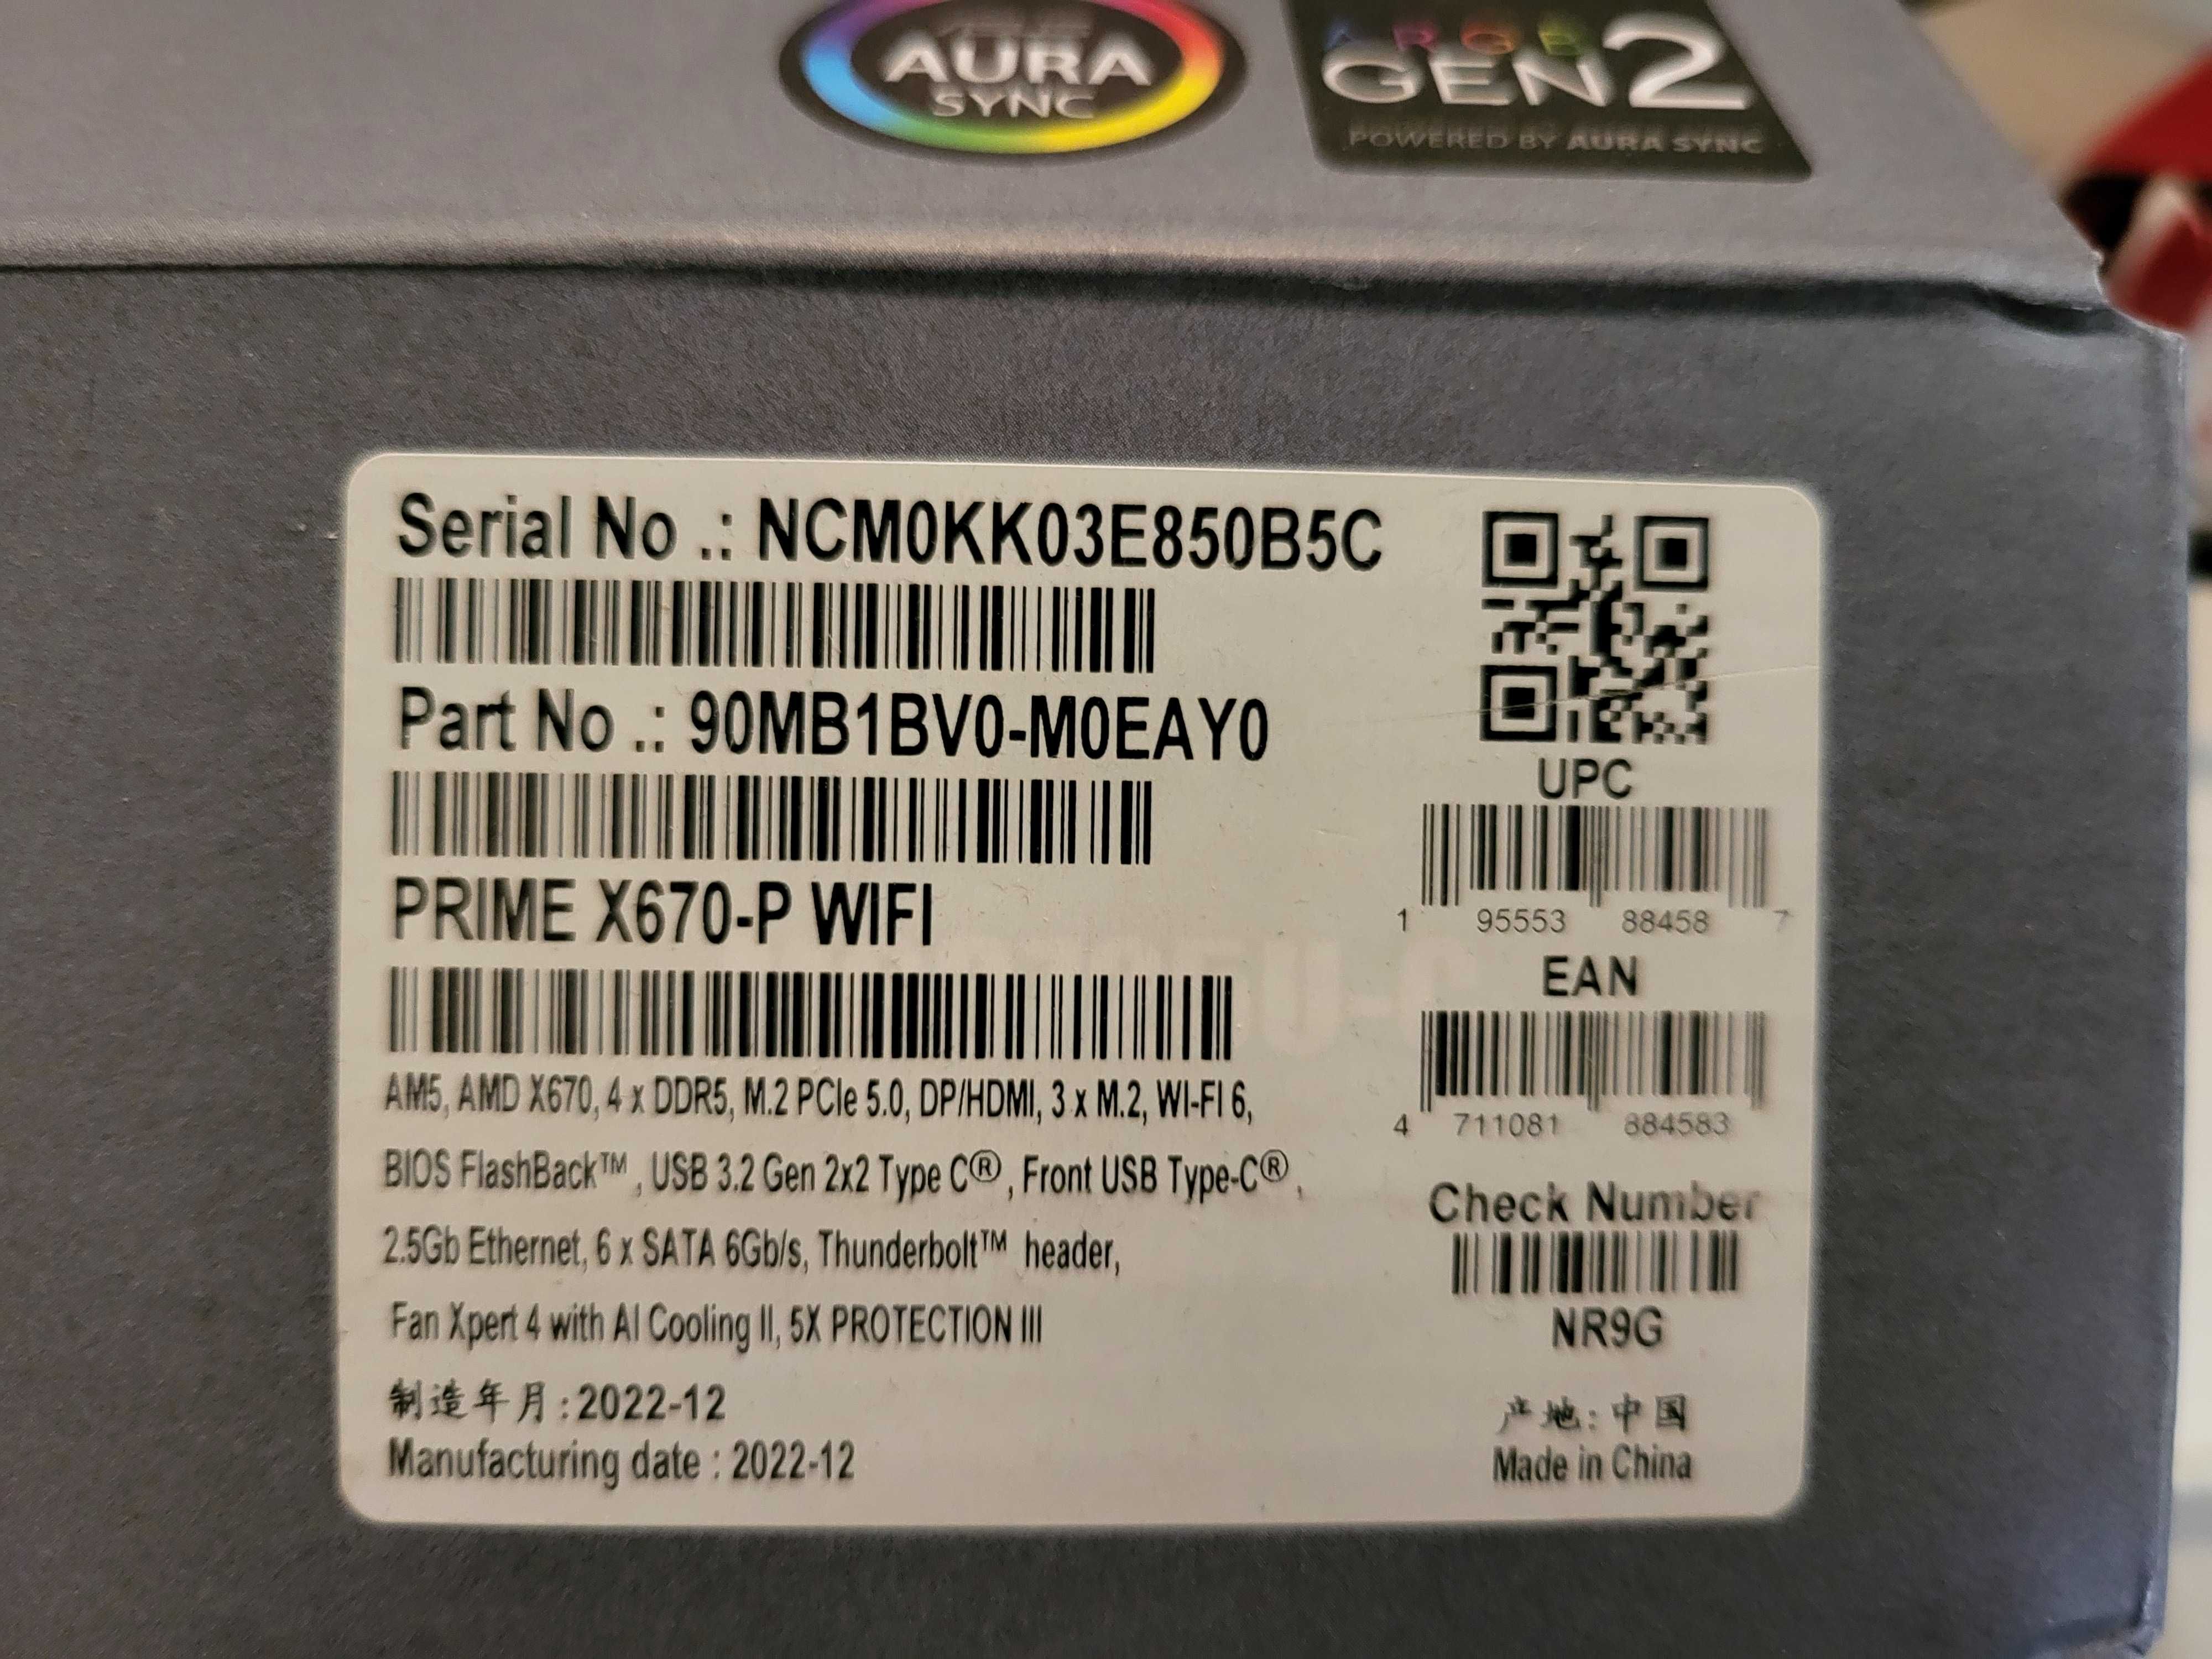 AURA
SYNC
ARGB
GEN2
POWERED BY AURA SYNC
Serial No .: NCM0KK03E850B5C
Part No .: 90MB1BV0-M0EAY0
PRIME X670-P WIFI
AM5, AMD X670, 4 x DDR5, M.2 PCIe 5.0, DP/HDMI, 3 x M.2, WI-FI 6,
BIOS FlashBack™ , USB 3.2 Gen 2x2 Type C® , Front USB Type-C® ,
2.5Gb Ethernet, 6 x SATA 6Gb/s, Thunderbolt™ header,
Fan Xpert 4 with AI Cooling II, 5X PROTECTION III
制造年月:2022-12
Manufacturing date : 2022-12
UPC
1 95553 88458 7
EAN
4 711081 884583
Check Number
NR9G
产地: 中国
Made in China